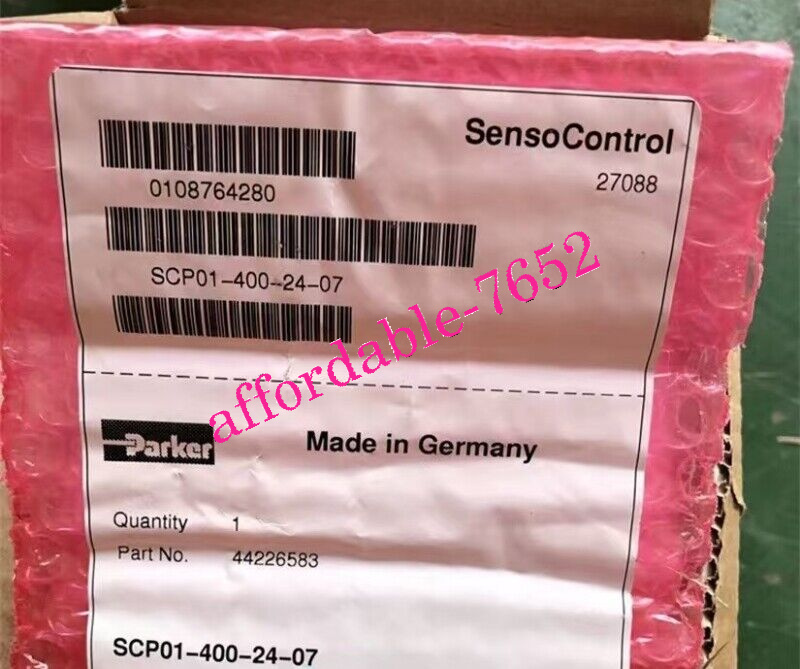 SensoControl
27088
0108764280
SCP01-400-24-07
affordable-7652
Parker
Made in Germany
Quantity 1
Part No. 44226583
SCP01-400-24-07